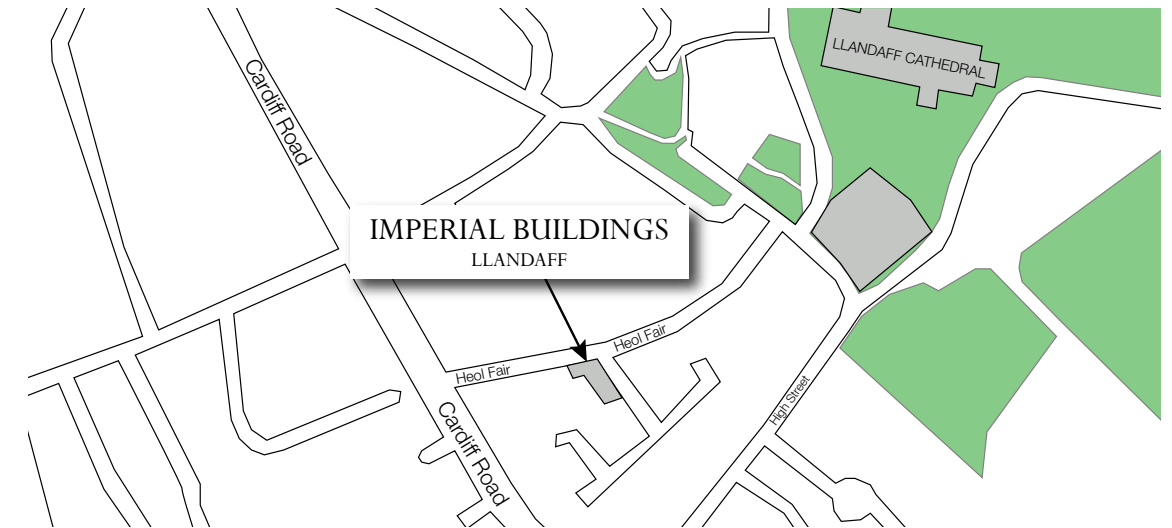 LLANDAFF CATHEDRAL
Cardiff Road
IMPERIAL BUILDINGS
LLANDAFF
Heol Fair
Heol Fair
High Street
Cardiff Road